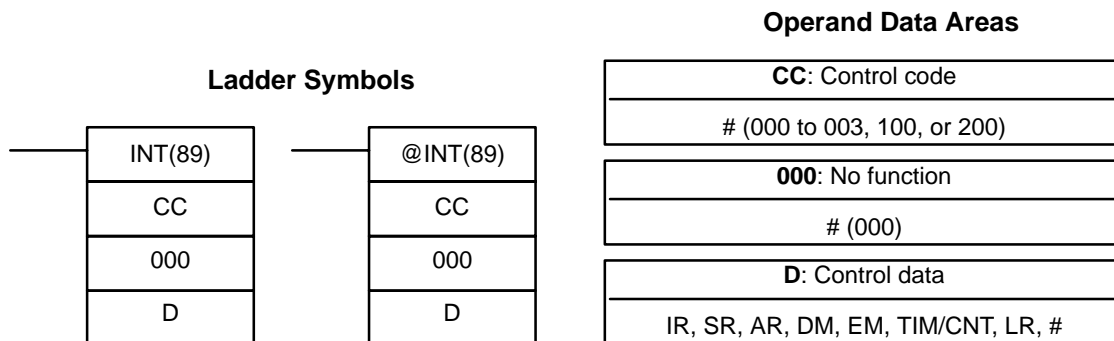 Operand Data Areas
Ladder Symbols
CC: Control code
# (000 to 003, 100, or 200)
INT(89)
@INT(89)
000: No function
CC
CC
# (000)
000
000
D: Control data
D
D
IR, SR, AR, DM, EM, TIM/CNT, LR, #